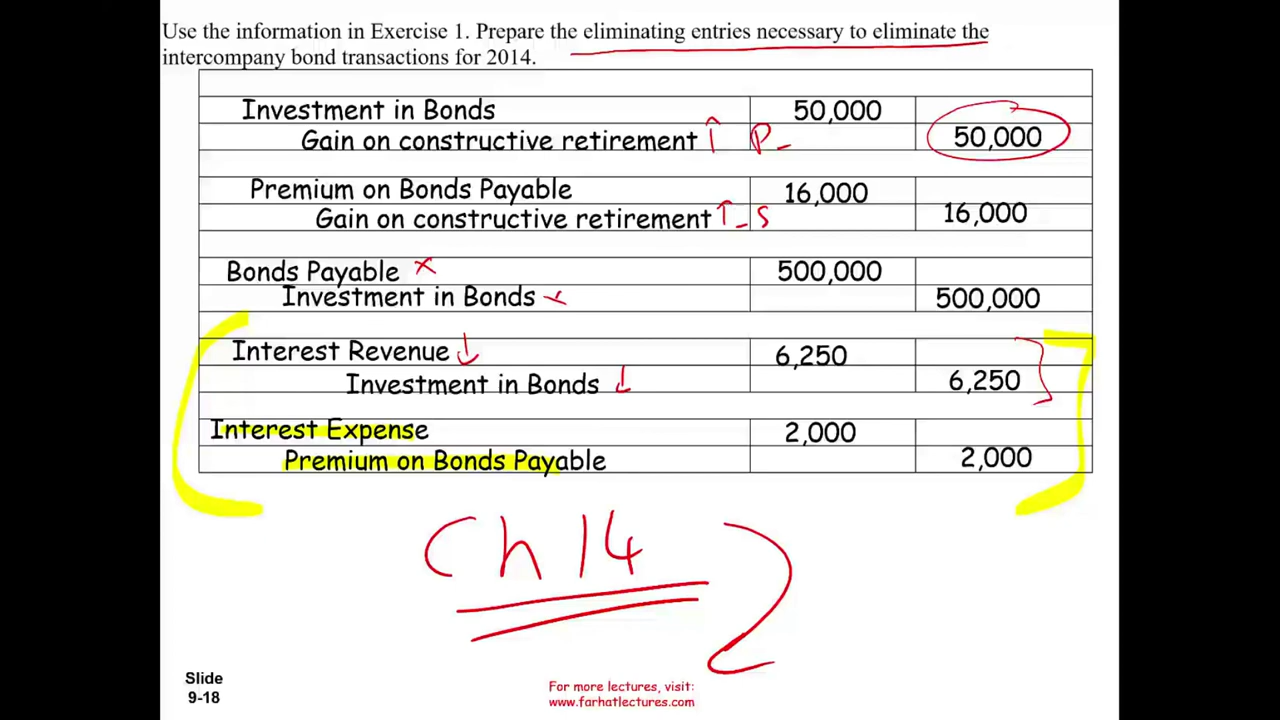 Use the information in Exercise 1. Prepare the eliminating entries necessary to eliminate the
intercompany bond transactions for 2014.
Investment in Bonds 50,000
Gain on constructive retirement P 50,000
Premium on Bonds Payable 16,000
Gain on constructive retirement S 16,000
Bonds Payable x 500,000
Investment in Bonds x 500,000
Interest Revenue 6,250
Investment in Bonds 6,250
Interest Expense 2,000
Premium on Bonds Payable 2,000
Ch 14
Slide
9-18
For more lectures, visit:
www.farhatlectures.com